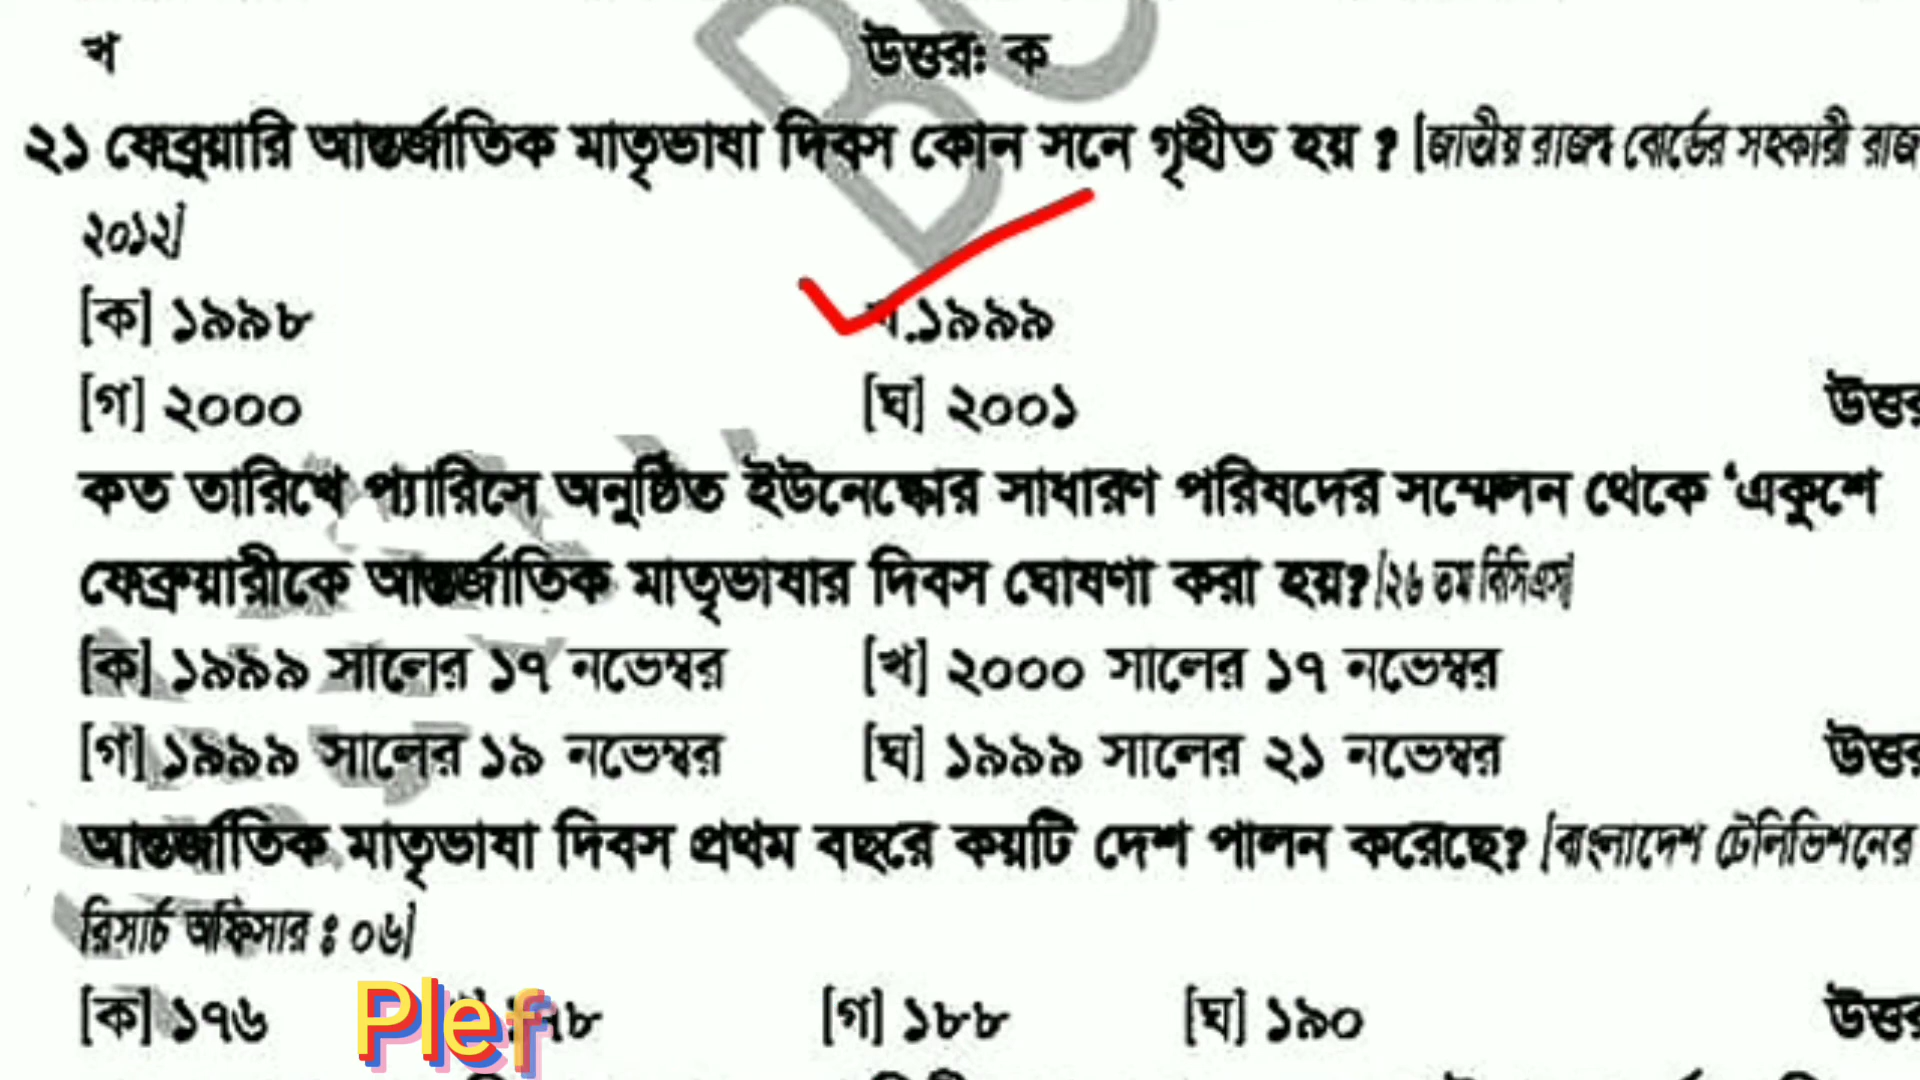 খ উত্তর: ক
২১ ফেব্রুয়ারি আন্তর্জাতিক মাতৃভাষা দিবস কোন সনে গৃহীত হয় ? [জাতীয় রাজস্ব বোর্ডের সহকারী রাজ
২০১২]
[ক] ১৯৯৮ .১৯৯৯
[গ] ২০০০ [ঘ] ২০০১ উত্তর
কত তারিখে প্যারিসে অনুষ্ঠিত ইউনেস্কোর সাধারণ পরিষদের সম্মেলন থেকে ‘একুশে
ফেব্রুয়ারীকে আন্তর্জাতিক মাতৃভাষার দিবস ঘোষণা করা হয়? [২৬ তম বিসিএস]
[ক] ১৯৯৯ সালের ১৭ নভেম্বর [খ] ২০০০ সালের ১৭ নভেম্বর
[গ] ১৯৯৯ সালের ১৯ নভেম্বর [ঘ] ১৯৯৯ সালের ২১ নভেম্বর উত্তর
আন্তর্জাতিক মাতৃভাষা দিবস প্রথম বছরে কয়টি দেশ পালন করেছে? [বাংলাদেশ টেলিভিশনের
রিসার্চ অফিসার : ০৬]
[ক] ১৭৬ Plef [গ] ১৮৮ [ঘ] ১৯০ উত্তর